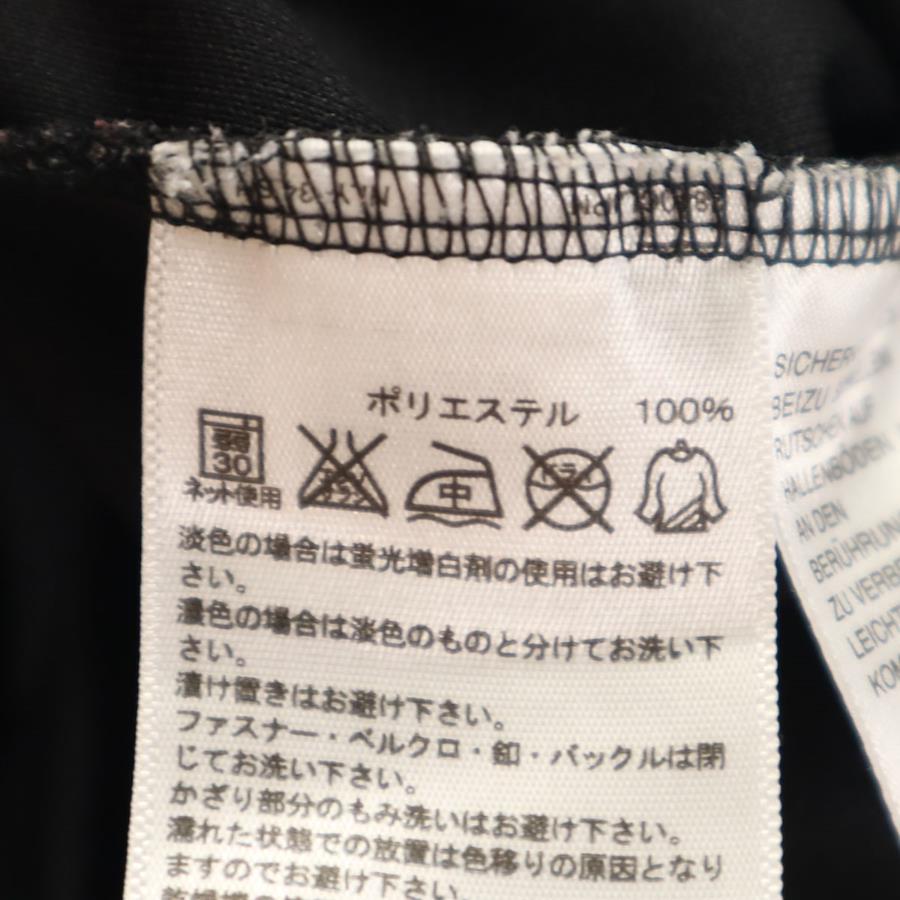 ポリエステル 100%
弱
30
ネット使用
中
ドライ
淡色の場合は蛍光増白剤の使用はお避け下
さい。
濃色の場合は淡色のものと分けてお洗い下
さい。
漬け置きはお避け下さい。
ファスナー・ベルクロ・釦・バックルは閉
じてお洗い下さい。
かざり部分のもみ洗いはお避け下さい。
濡れた状態での放置は色移りの原因となり
ますのでお避け下さい。
SICHER
BEIZU
RUTSCHEN AUF
HALLENBÖDEN
AN DEN
BERÜHRUN
ZU VERBR
LEICHT
KOM